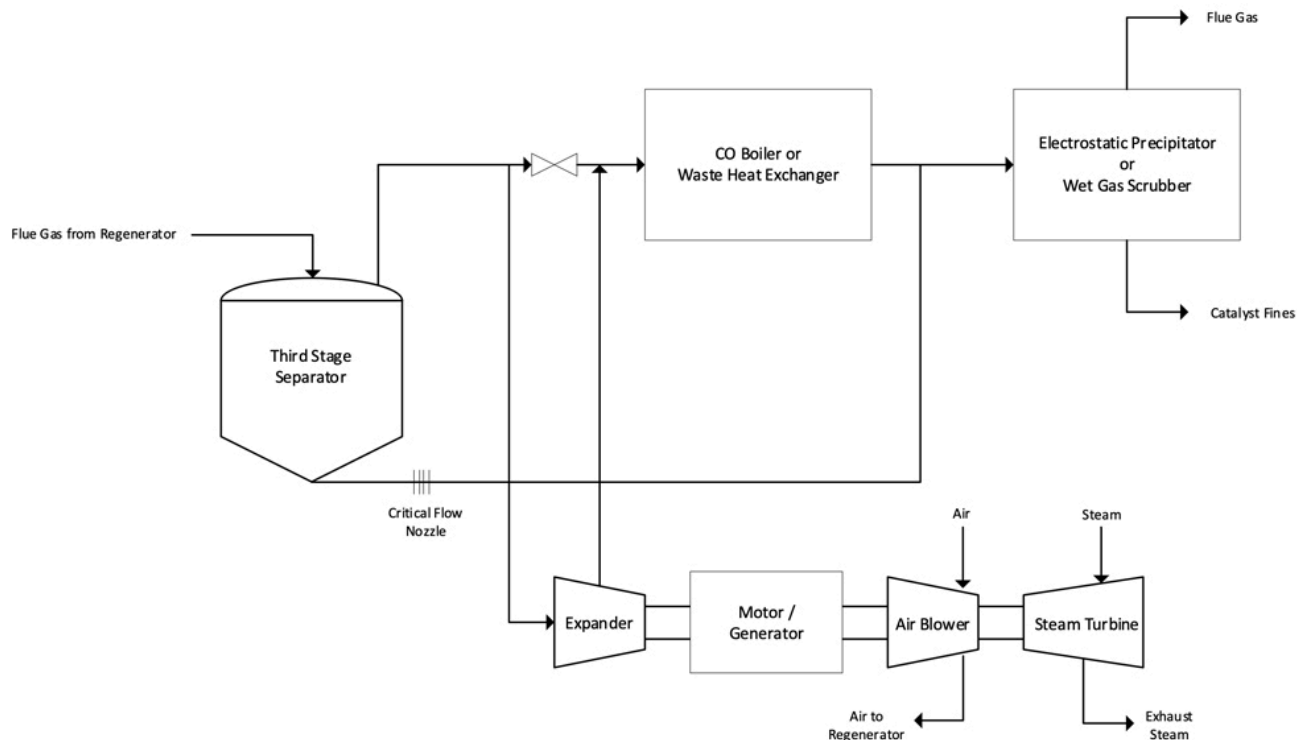 Flue Gas
CO Boiler or
Waste Heat Exchanger
Electrostatic Precipitator
or
Wet Gas Scrubber
Flue Gas from Regenerator
Catalyst Fines
Third Stage
Separator
Critical Flow
Nozzle
Air
Steam
Expander
Motor /
Generator
Air Blower
Steam Turbine
Air to
Regenerator
Exhaust
Steam